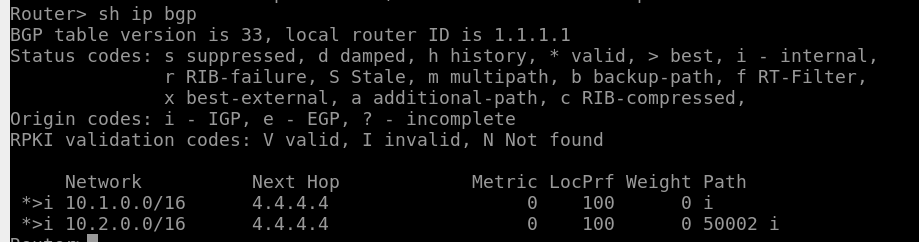 Router> sh ip bgp
BGP table version is 33, local router ID is 1.1.1.1
Status codes: s suppressed, d damped, h history, * valid, > best, i - internal,
              r RIB-failure, S Stale, m multipath, b backup-path, f RT-Filter,
              x best-external, a additional-path, c RIB-compressed,
Origin codes: i - IGP, e - EGP, ? - incomplete
RPKI validation codes: V valid, I invalid, N Not found
     Network          Next Hop            Metric LocPrf Weight Path
 *>i 10.1.0.0/16      4.4.4.4                  0    100      0 i
 *>i 10.2.0.0/16      4.4.4.4                  0    100      0 50002 i
Router>